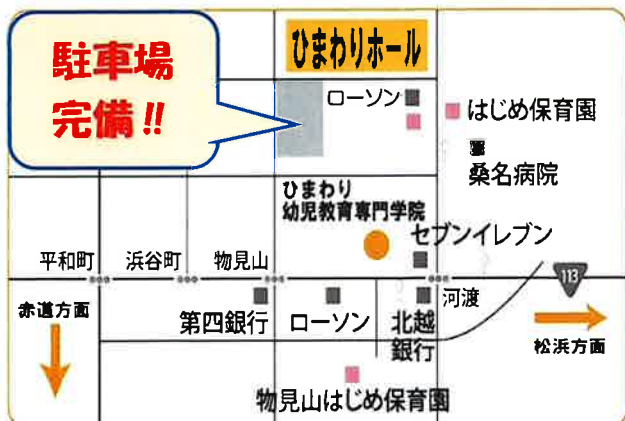 駐車場
完備!!
ひまわりホール
ローソン
はじめ保育園
桑名病院
ひまわり
幼児教育専門学院
セブンイレブン
平和町
浜谷町
物見山
113
赤道方面
第四銀行
ローソン
北越
銀行
河渡
松浜方面
物見山はじめ保育園